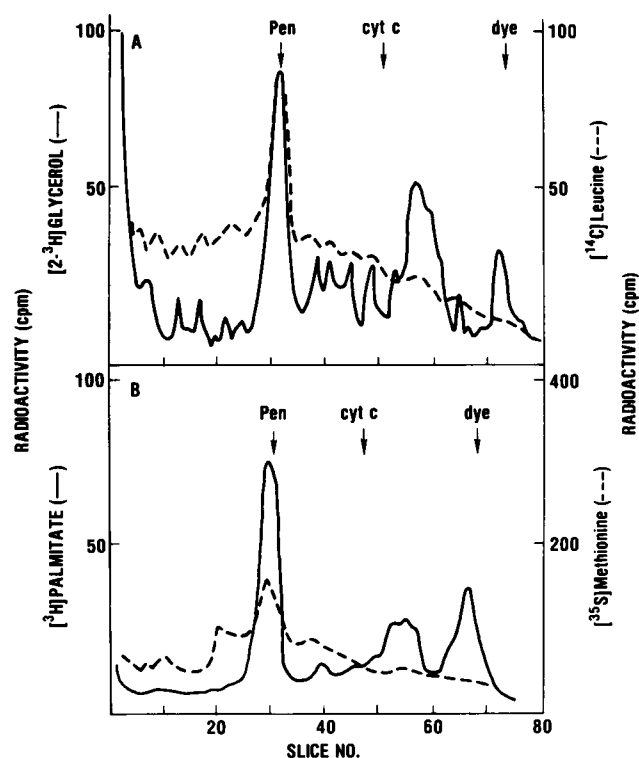 A
Pen
cyt c
dye
100
50
100
50
[2-³H]GLYCEROL (—)
[¹⁴C]Leucine (---)
RADIOACTIVITY (cpm)
RADIOACTIVITY (cpm)
B
Pen
cyt c
dye
100
50
400
200
[³H]PALMITATE (—)
[³⁵S]Methionine (---)
0
20
40
60
80
SLICE NO.